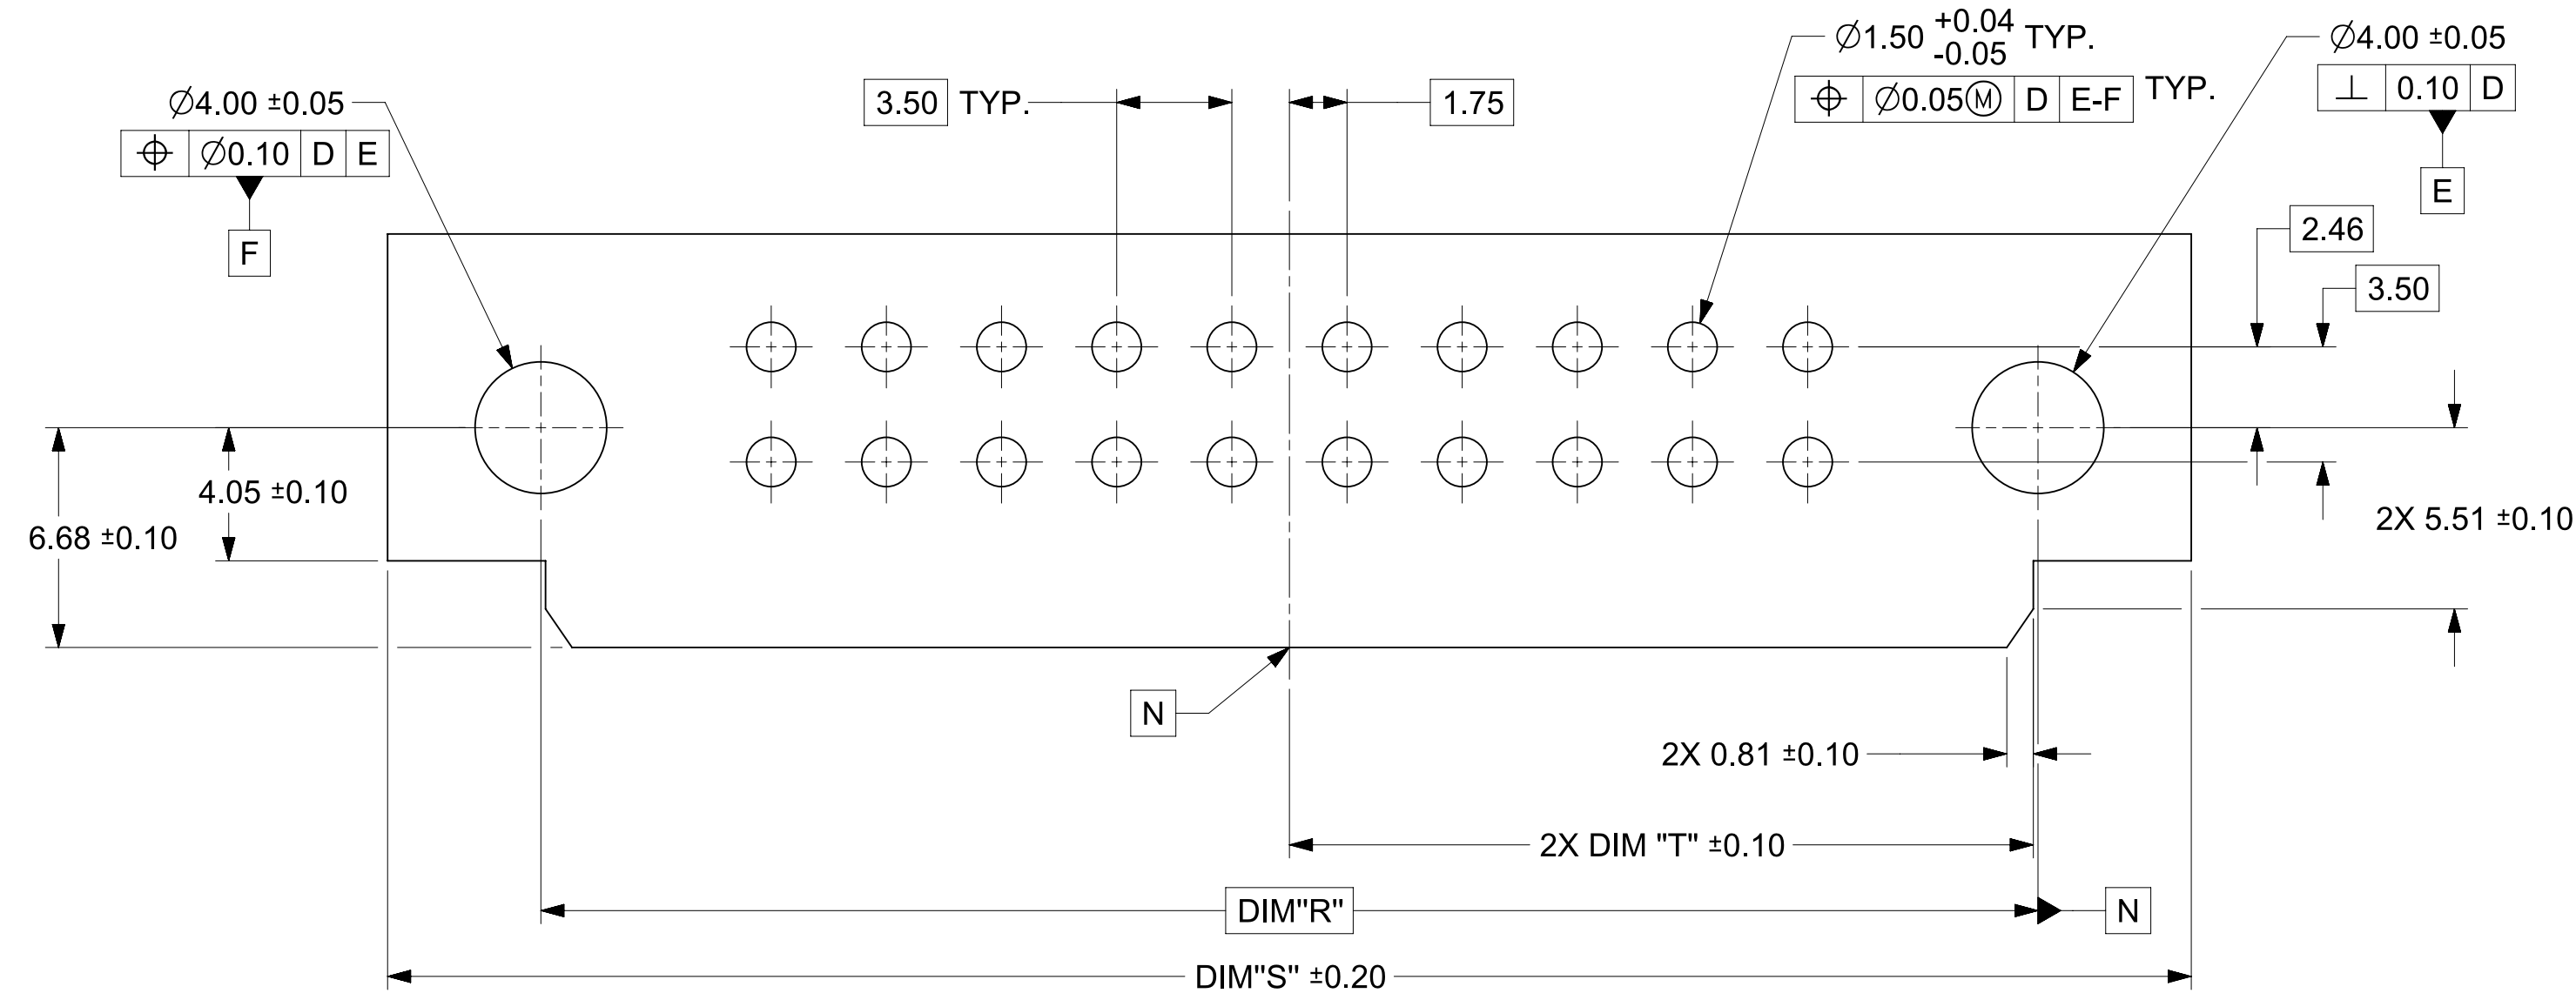 +0.04
Ø1.50 TYP.
-0.05
Ø4.00 ±0.05
⌖ Ø0.05Ⓜ D E-F TYP.
⊥ 0.10 D
E
3.50 TYP.
1.75
Ø4.00 ±0.05
⌖ Ø0.10 D E
F
2.46
3.50
4.05 ±0.10
6.68 ±0.10
2X 5.51 ±0.10
N
2X 0.81 ±0.10
2X DIM "T" ±0.10
DIM"R"
N
DIM"S" ±0.20